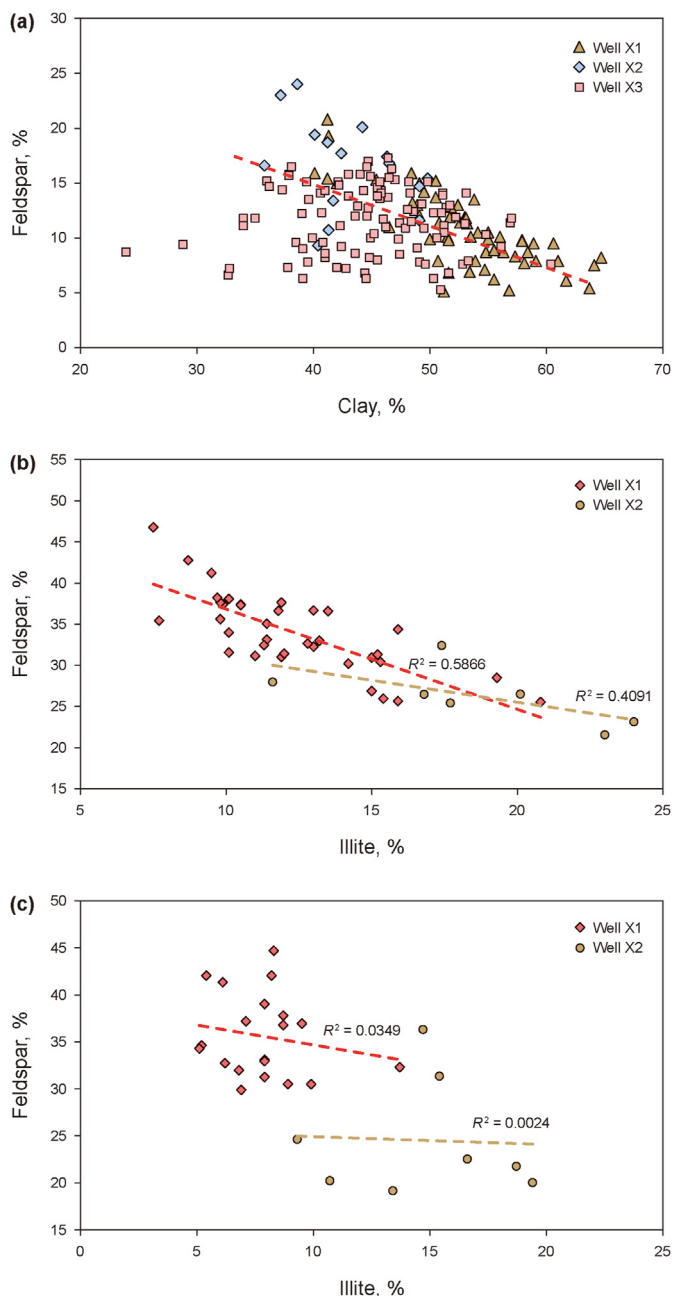 (a)
30
25
20
15
10
5
0
Feldspar, %
Well X1
Well X2
Well X3
20 30 40 50 60 70
Clay, %
(b)
55
50
45
40
35
30
25
20
15
Feldspar, %
Well X1
Well X2
R² = 0.5866
R² = 0.4091
5 10 15 20 25
Illite, %
(c)
50
45
40
35
30
25
20
15
Feldspar, %
Well X1
Well X2
R² = 0.0349
R² = 0.0024
0 5 10 15 20 25
Illite, %